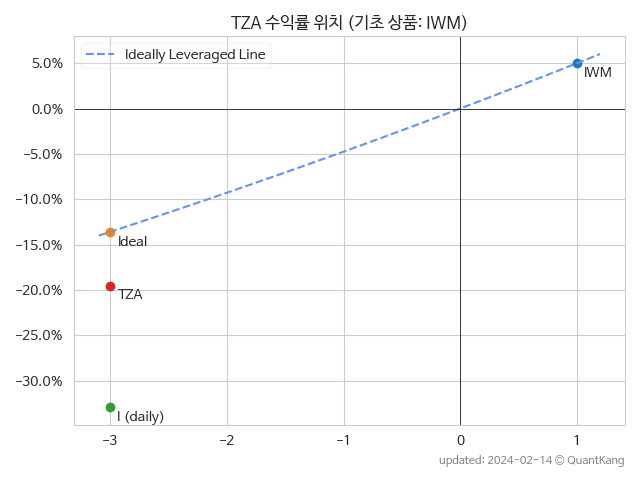 TZA 수익률 위치 (기초 상품: IWM)
Ideally Leveraged Line
5.0%
0.0%
−5.0%
−10.0%
−15.0%
−20.0%
−25.0%
−30.0%
IWM
Ideal
TZA
I (daily)
−3
−2
−1
0
1
updated: 2024-02-14 © QuantKang